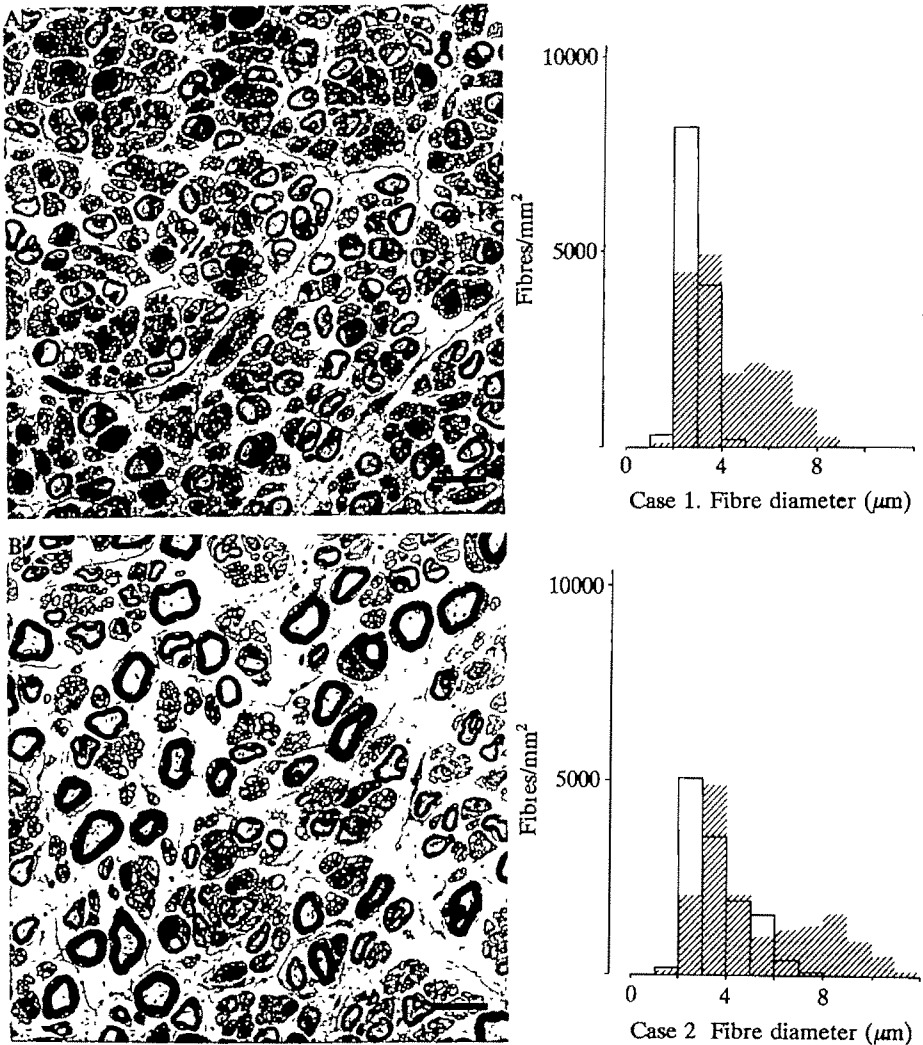 A
10000
5000
Fibres/mm²
0 4 8
Case 1. Fibre diameter (μm)
B
10000
5000
Fibres/mm²
0 4 8
Case 2 Fibre diameter (μm)